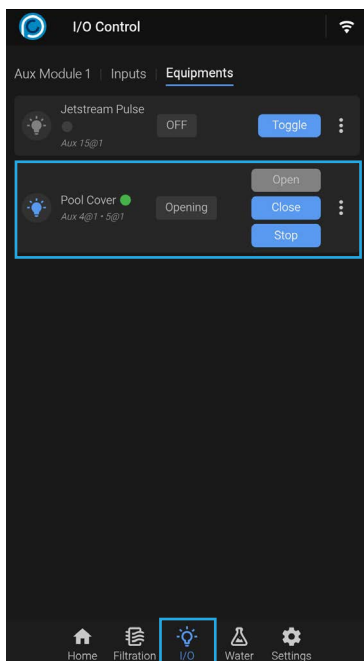 I/O Control
Aux Module 1 | Inputs | Equipments
Jetstream Pulse
OFF
Toggle
Aux 15@1
Open
Pool Cover
Opening
Close
Aux 4@1 • 5@1
Stop
Home Filtration I/O Water Settings